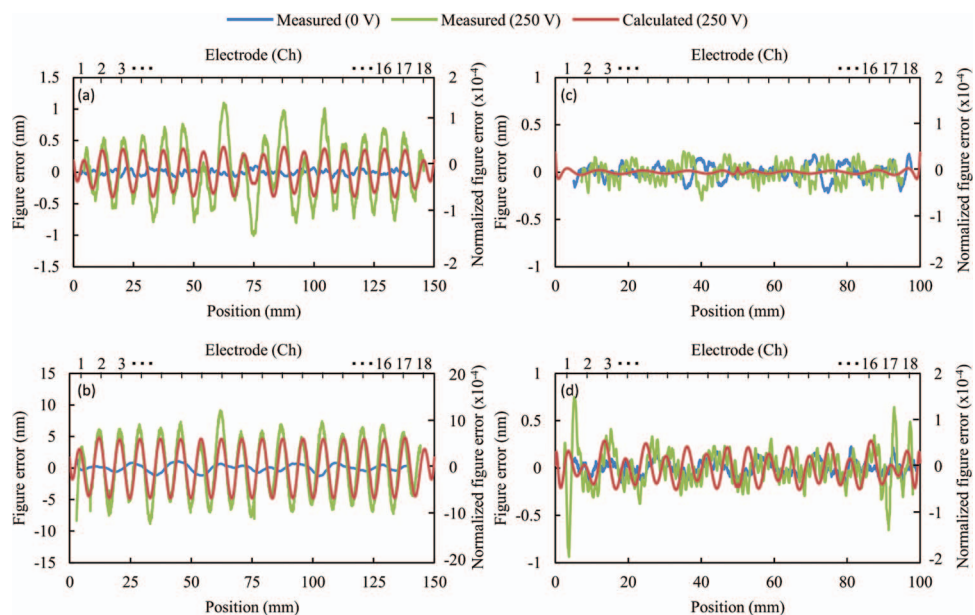 Measured (0 V) Measured (250 V) Calculated (250 V)
Electrode (Ch)
1 2 3 ••• ••• 16 17 18
(a)
Figure error (nm)
1.5
1
0.5
0
-0.5
-1
-1.5
Normalized figure error (x10⁻⁴)
2
1
0
-1
-2
0 25 50 75 100 125 150
Position (mm)
Electrode (Ch)
1 2 3 ••• ••• 16 17 18
(c)
Figure error (nm)
1
0.5
0
-0.5
-1
Normalized figure error (x10⁻⁴)
2
1
0
-1
-2
0 20 40 60 80 100
Position (mm)
Electrode (Ch)
1 2 3 ••• ••• 16 17 18
(b)
Figure error (nm)
15
10
5
0
-5
-10
-15
Normalized figure error (x10⁻⁴)
20
10
0
-10
-20
0 25 50 75 100 125 150
Position (mm)
Electrode (Ch)
1 2 3 ••• ••• 16 17 18
(d)
Figure error (nm)
1
0.5
0
-0.5
-1
Normalized figure error (x10⁻⁴)
2
1
0
-1
-2
0 20 40 60 80 100
Position (mm)